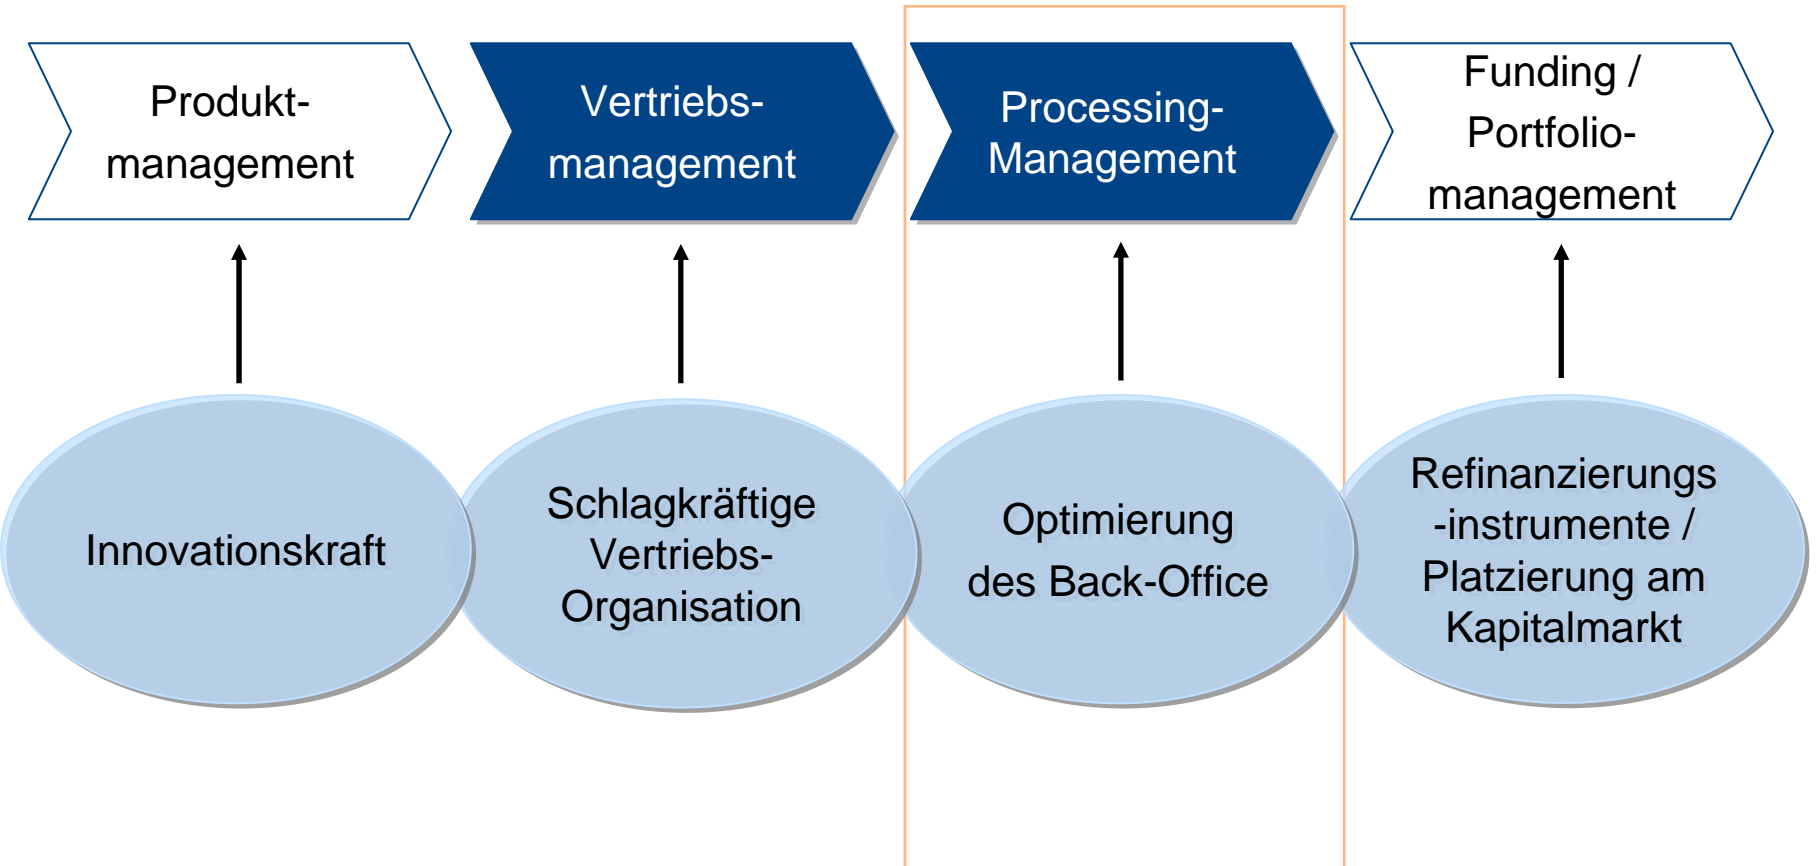 Produkt-
management
Vertriebs-
management
Processing-
Management
Funding /
Portfolio-
management
Innovationskraft
Schlagkräftige
Vertriebs-
Organisation
Optimierung
des Back-Office
Refinanzierungs
-instrumente /
Platzierung am
Kapitalmarkt